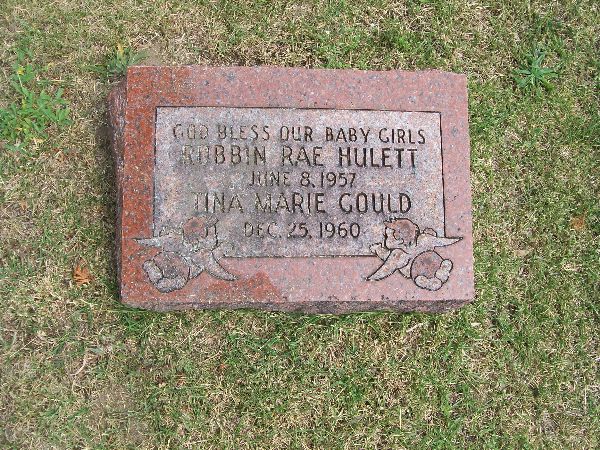 GOD BLESS OUR BABY GIRLS
ROBBIN RAE HULETT
JUNE 8, 1957
TINA MARIE GOULD
DEC. 25, 1960